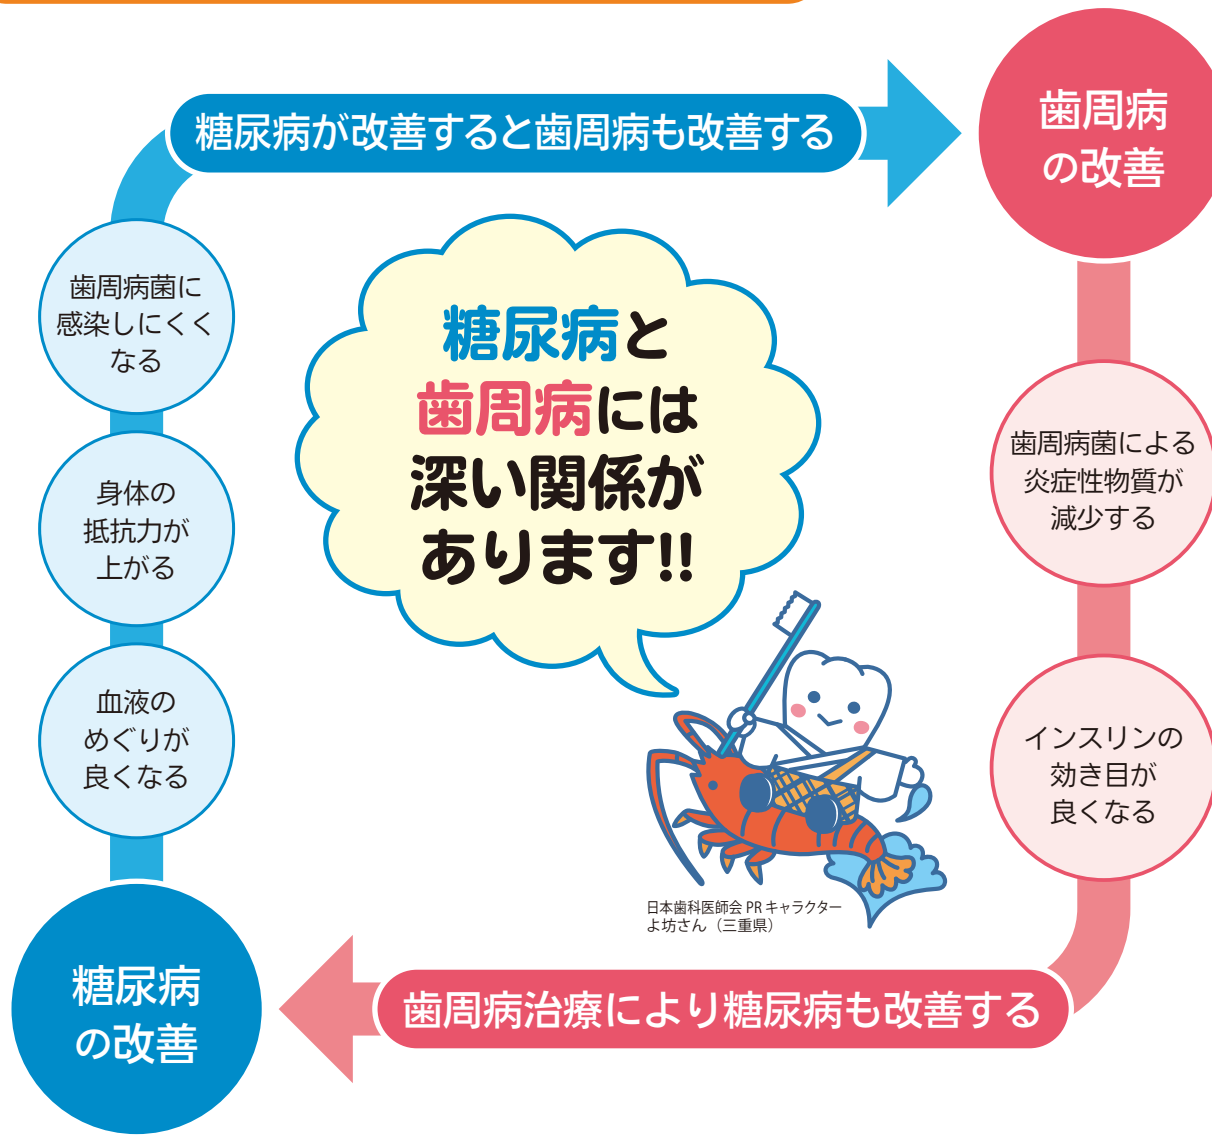 糖尿病が改善すると歯周病も改善する
歯周病
の改善
歯周病菌に
感染しにくく
なる
身体の
抵抗力が
上がる
血液の
めぐりが
良くなる
糖尿病
の改善
糖尿病と
歯周病には
深い関係が
あります!!
日本歯科医師会 PR キャラクター
よ坊さん（三重県）
歯周病菌による
炎症性物質が
減少する
インスリンの
効き目が
良くなる
歯周病治療により糖尿病も改善する